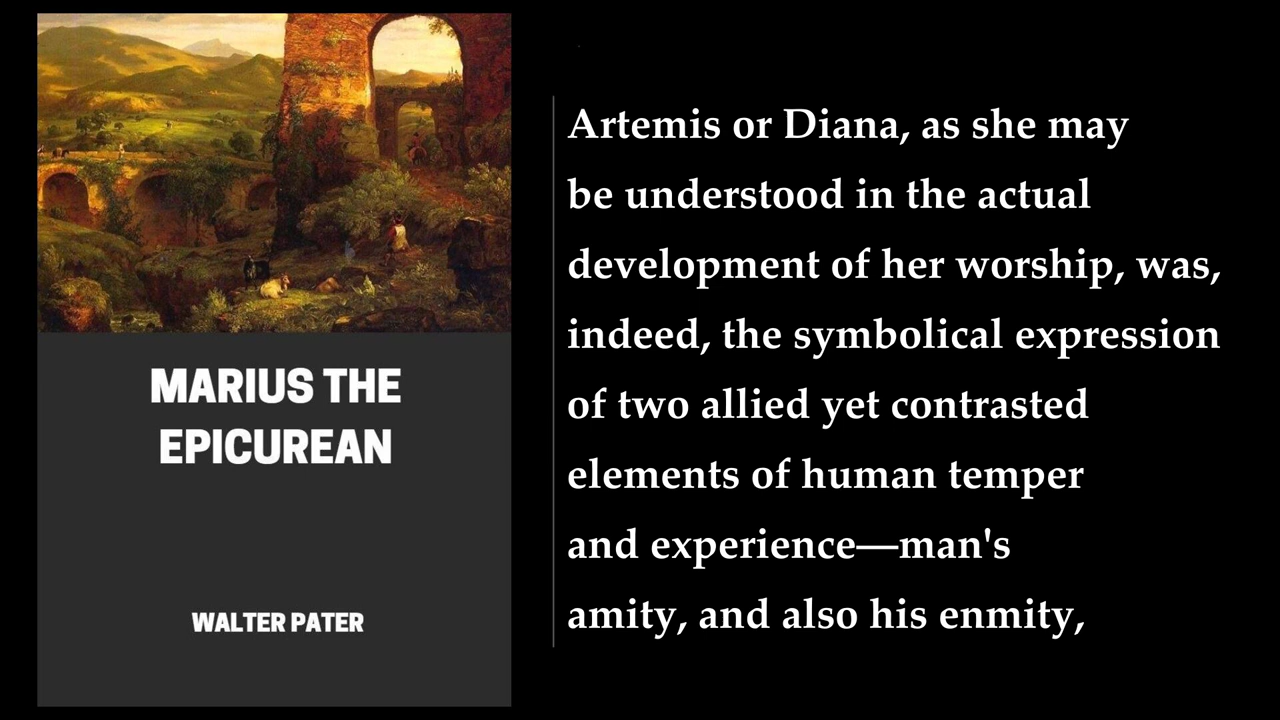 MARIUS THE
EPICUREAN
WALTER PATER
Artemis or Diana, as she may
be understood in the actual
development of her worship, was,
indeed, the symbolical expression
of two allied yet contrasted
elements of human temper
and experience—man's
amity, and also his enmity,